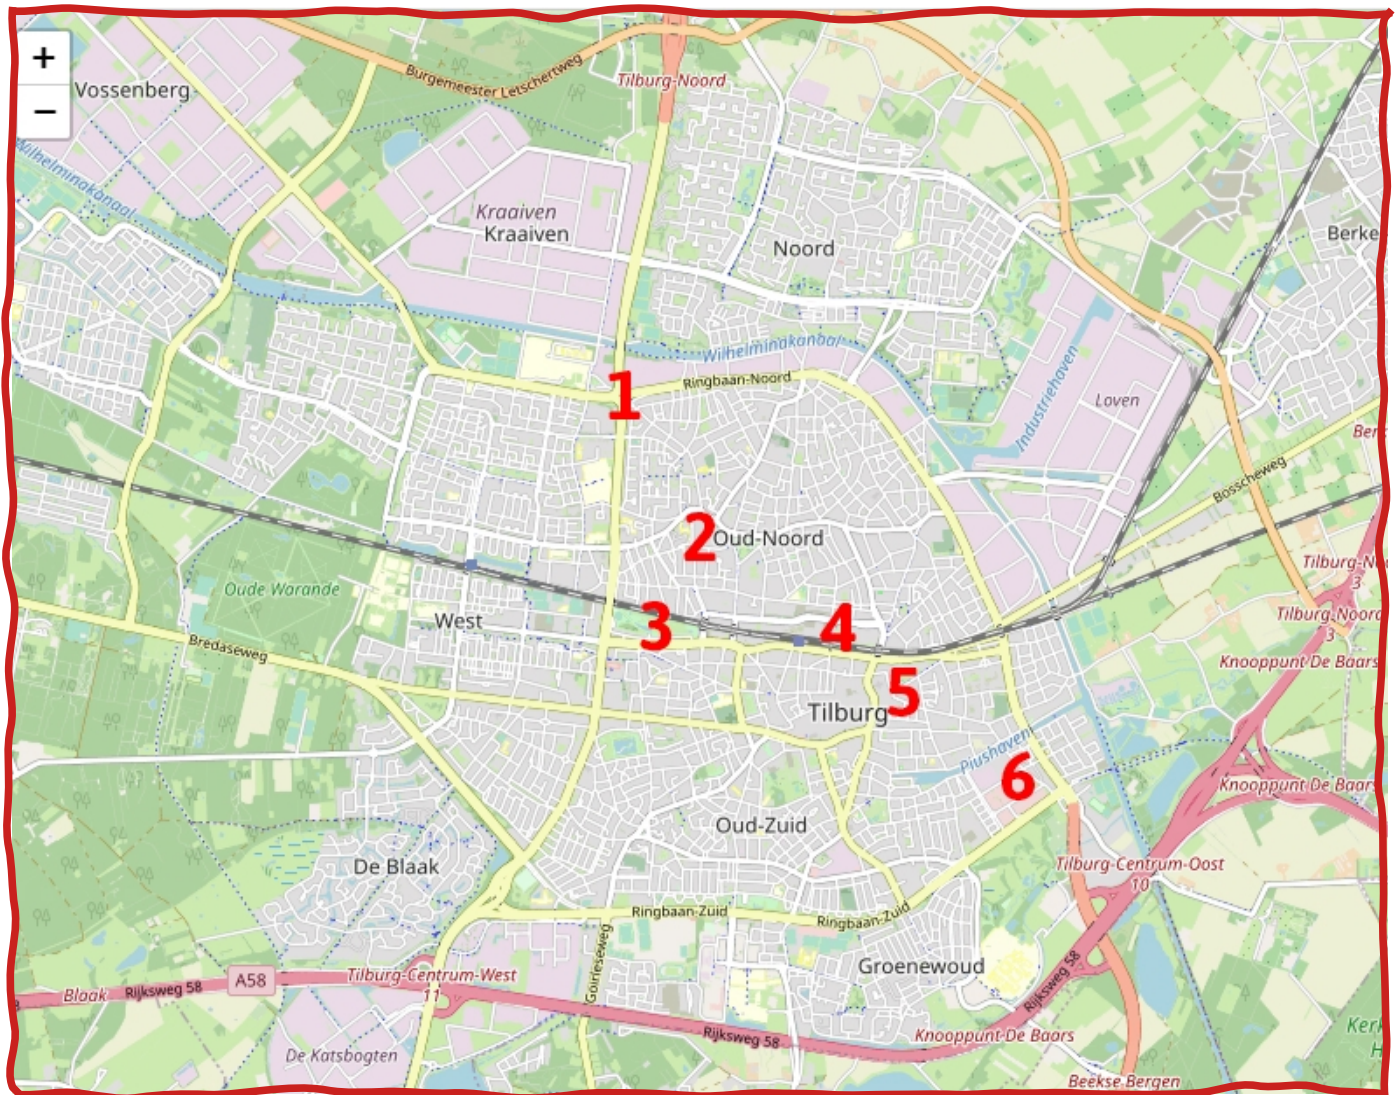 +
−
Vossenberg
Burgemeester Letschertweg
Tilburg-Noord
Wilhelminakanaal
Kraaiven
Kraaiven
Noord
Berke
Wilhelminakanaal
1
Ringbaan-Noord
Industriehaven
Loven
Ber
Bosscheweg
2
Oud-Noord
Oude Warande
Tilburg-No
3
West
3
4
Tilburg-Noord
3
Bredaseweg
Knooppunt De Baars
5
Tilburg
Piushaven
6
Knooppunt De Baars
Oud-Zuid
De Blaak
Tilburg-Centrum-Oost
10
Ringbaan-Zuid
Ringbaan-Zuid
Goirleseweg
Groenewoud
Tilburg-Centrum-West
11
A58
Blaak
Rijksweg 58
Rijksweg 58
Rijksweg 58
Knooppunt De Baars
De Katsbogten
Kerk
H
Beekse Bergen